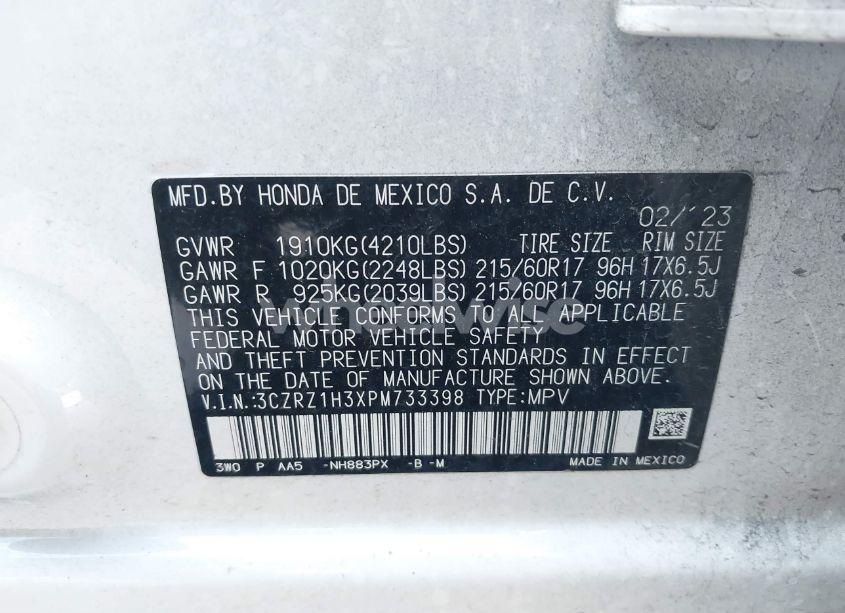 MFD.BY HONDA DE MEXICO S.A. DE C.V.
02/'23
GVWR 1910KG(4210LBS) TIRE SIZE RIM SIZE
GAWR F 1020KG(2248LBS) 215/60R17 96H 17X6.5J
GAWR R 925KG(2039LBS) 215/60R17 96H 17X6.5J
THIS VEHICLE CONFORMS TO ALL APPLICABLE
FEDERAL MOTOR VEHICLE SAFETY
AND THEFT PREVENTION STANDARDS IN EFFECT
ON THE DATE OF MANUFACTURE SHOWN ABOVE.
V.I.N.:3CZRZ1H3XPM733398 TYPE:MPV
3W0 P AA5 -NH883PX -B -M MADE IN MEXICO
wheelwise